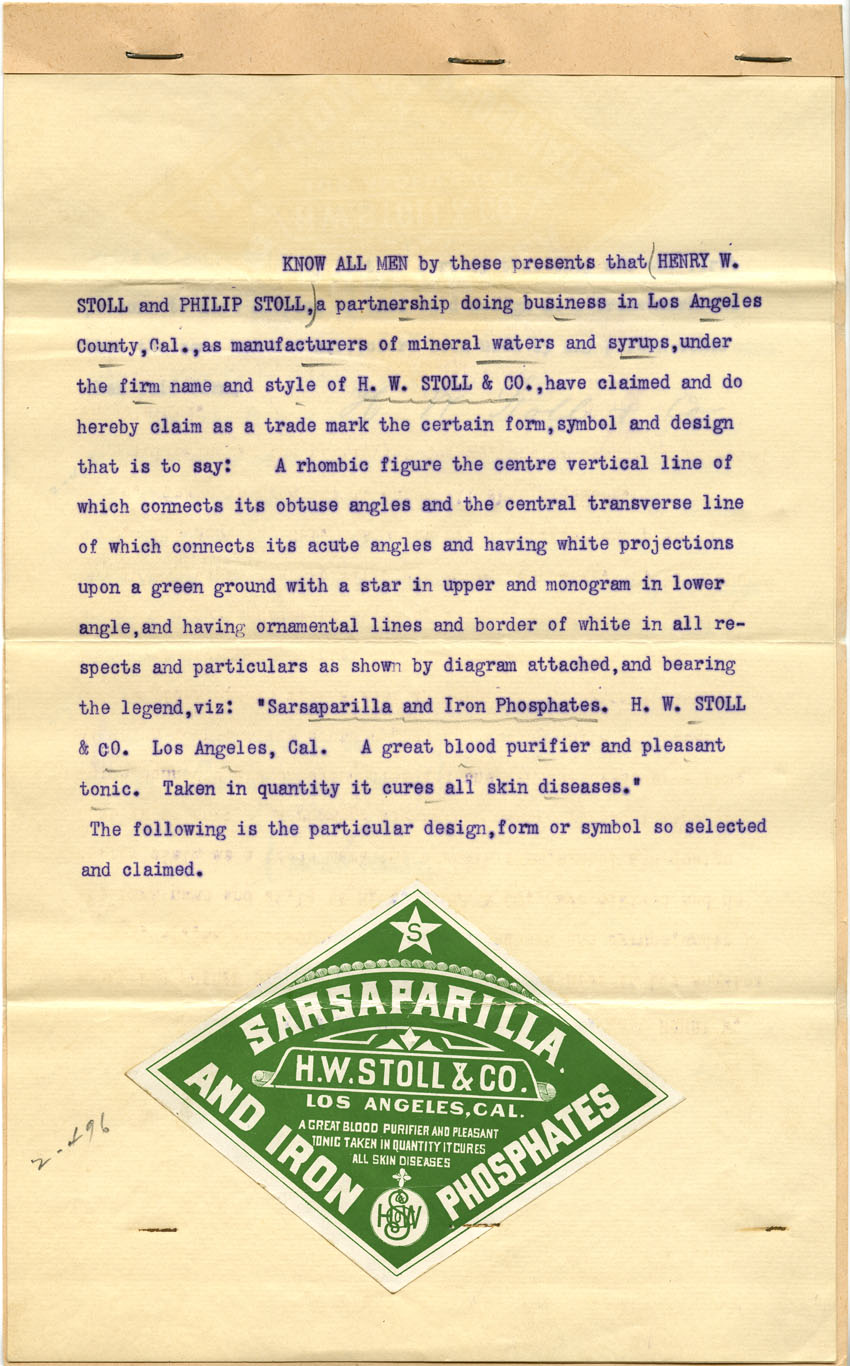 KNOW ALL MEN by these presents that (HENRY W.
STOLL and PHILIP STOLL,) a partnership doing business in Los Angeles
County,Cal.,as manufacturers of mineral waters and syrups,under
the firm name and style of H. W. STOLL & CO.,have claimed and do
hereby claim as a trade mark the certain form,symbol and design
that is to say: A rhombic figure the centre vertical line of
which connects its obtuse angles and the central transverse line
of which connects its acute angles and having white projections
upon a green ground with a star in upper and monogram in lower
angle,and having ornamental lines and border of white in all re-
spects and particulars as shown by diagram attached,and bearing
the legend,viz: "Sarsaparilla and Iron Phosphates. H. W. STOLL
& CO. Los Angeles, Cal. A great blood purifier and pleasant
tonic. Taken in quantity it cures all skin diseases."
The following is the particular design,form or symbol so selected
and claimed.
S
SARSAPARILLA.
H.W. STOLL & CO.
LOS ANGELES, CAL.
A GREAT BLOOD PURIFIER AND PLEASANT
TONIC TAKEN IN QUANTITY IT CURES
ALL SKIN DISEASES
AND IRON PHOSPHATES